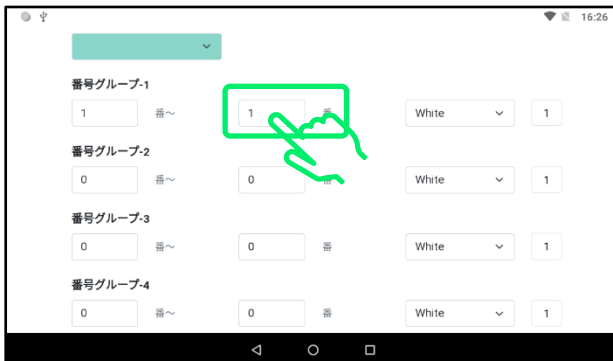 16:26
番号グループ-1
1 番～ 1 番 White 1
番号グループ-2
0 番～ 0 番 White 1
番号グループ-3
0 番～ 0 番 White 1
番号グループ-4
0 番～ 0 番 White 1